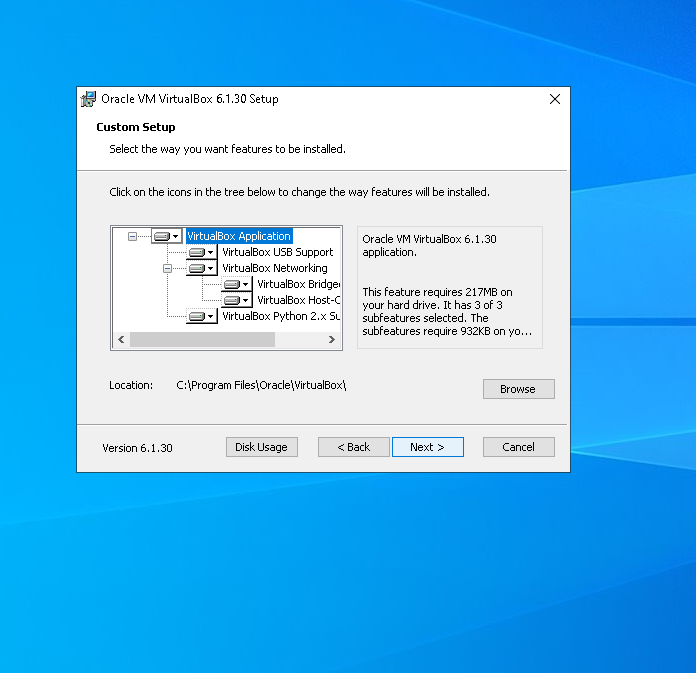 Oracle VM VirtualBox 6.1.30 Setup
Custom Setup
Select the way you want features to be installed.
Click on the icons in the tree below to change the way features will be installed.
VirtualBox Application
VirtualBox USB Support
VirtualBox Networking
VirtualBox Bridge
VirtualBox Host-
VirtualBox Python 2.x Su
Oracle VM VirtualBox 6.1.30
application.
This feature requires 217MB on
your hard drive. It has 3 of 3
subfeatures selected. The
subfeatures require 932KB on yo...
Location: C:\Program Files\Oracle\VirtualBox\
Browse
Version 6.1.30
Disk Usage
< Back
Next >
Cancel